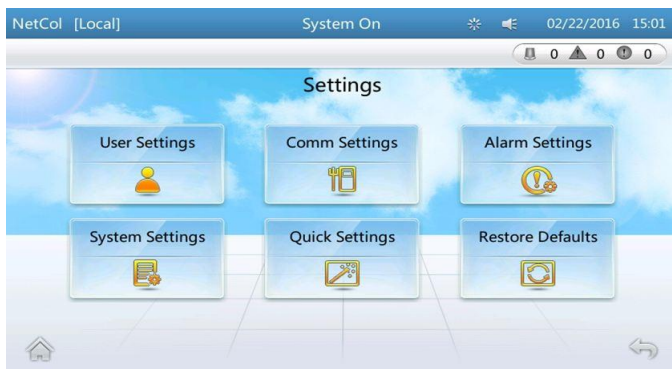 NetCol [Local] System On 02/22/2016 15:01
0 0 0
Settings
User Settings Comm Settings Alarm Settings
System Settings Quick Settings Restore Defaults